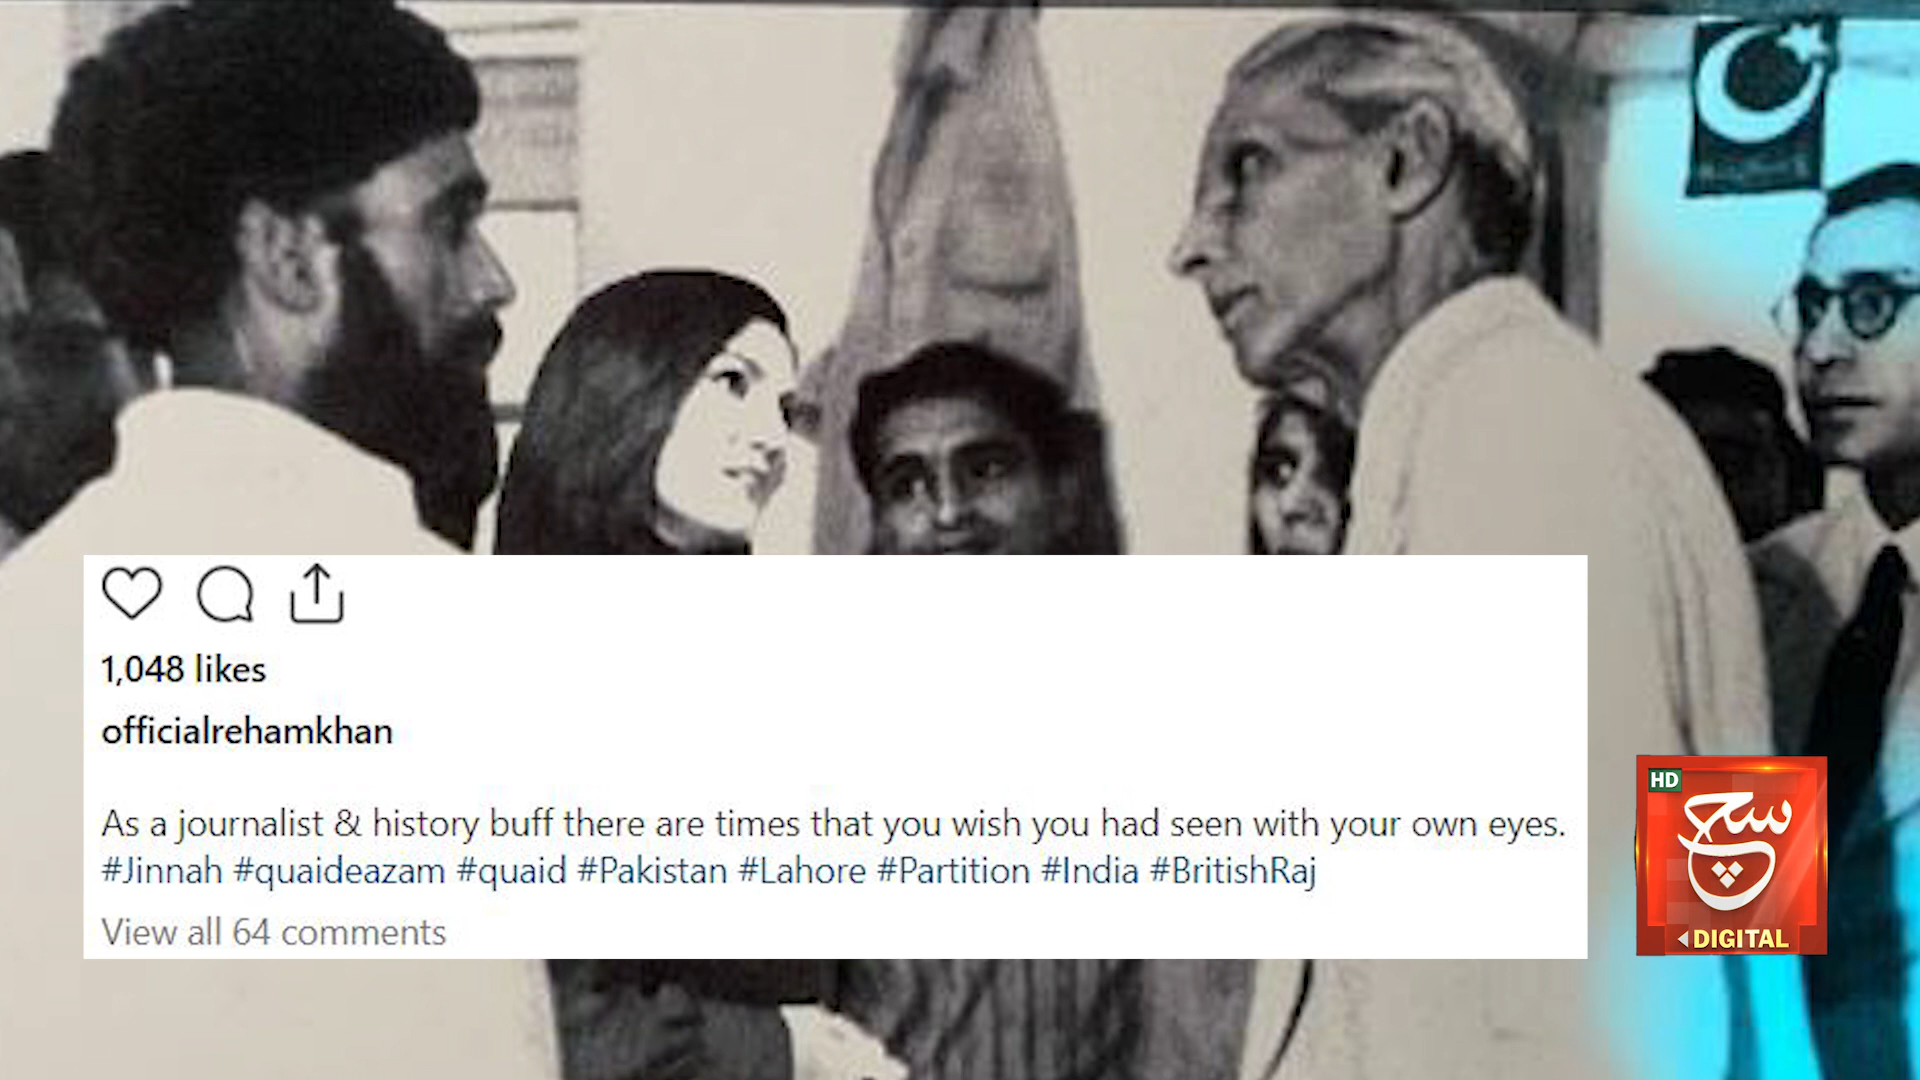 1,048 likes
officialrehamkhan
As a journalist & history buff there are times that you wish you had seen with your own eyes.
#Jinnah #quaideazam #quaid #Pakistan #Lahore #Partition #India #BritishRaj
View all 64 comments
HD
سچ
DIGITAL